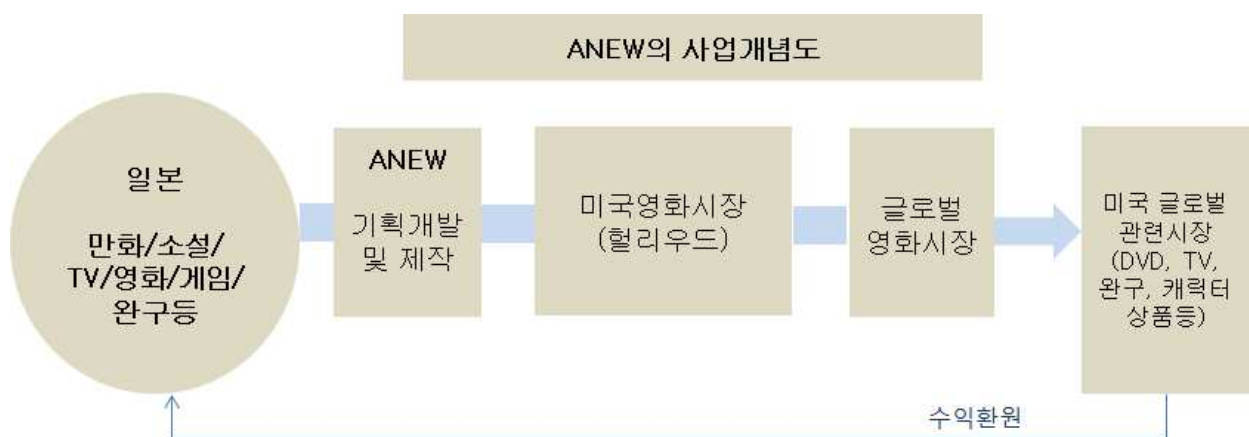 ANEW의 사업개념도
일본
만화/소설/
TV/영화/게임/
완구등
ANEW
기획개발
및 제작
미국영화시장
(헐리우드)
글로벌
영화시장
미국 글로벌
관련시장
(DVD, TV,
완구, 캐릭터
상품등)
수익환원